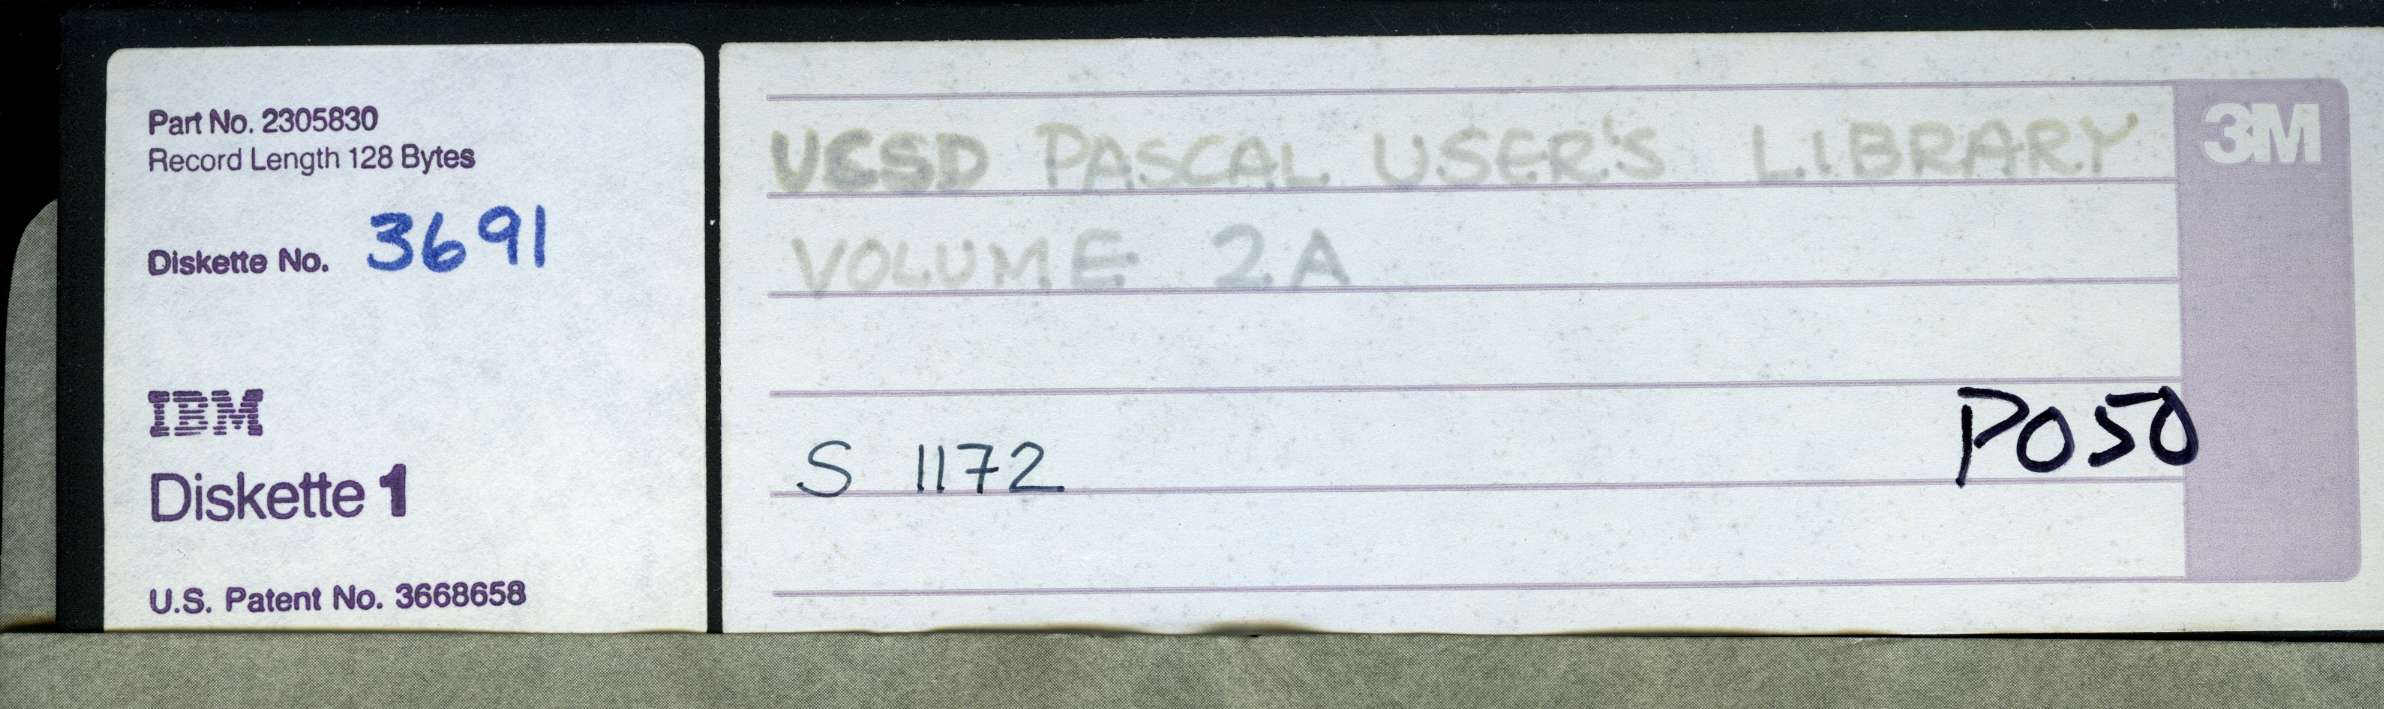 Part No. 2305830
Record Length 128 Bytes
Diskette No. 3691
IBM
Diskette 1
U.S. Patent No. 3668658
UCSD PASCAL USER'S LIBRARY
VOLUME 2A
S 1172
P050
3M